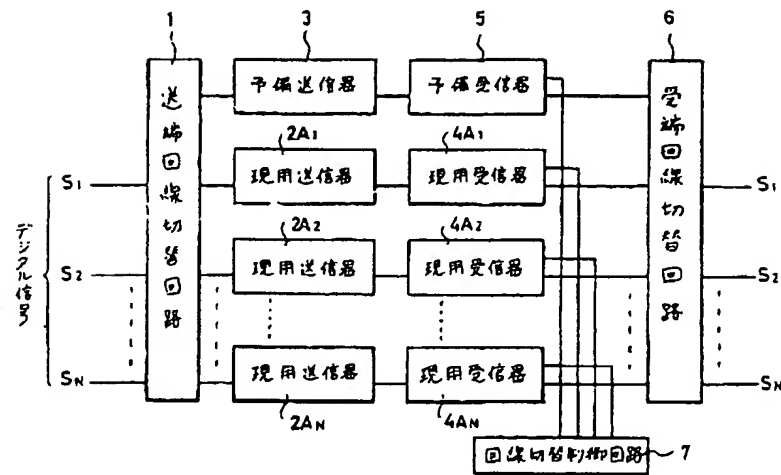 1
3
5
6
送端回線切替回路
予備送信器
予備受信器
受端回線切替回路
2A1
4A1
S1
現用送信器
現用受信器
S1
デジタル信号
2A2
4A2
S2
現用送信器
現用受信器
S2
SN
現用送信器
現用受信器
SN
2AN
4AN
回線切替制御回路
7